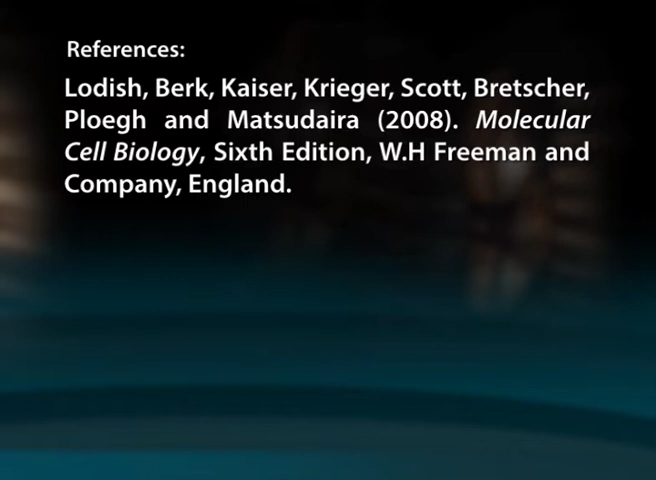 References:
Lodish, Berk, Kaiser, Krieger, Scott, Bretscher,
Ploegh and Matsudaira (2008). Molecular
Cell Biology, Sixth Edition, W.H Freeman and
Company, England.